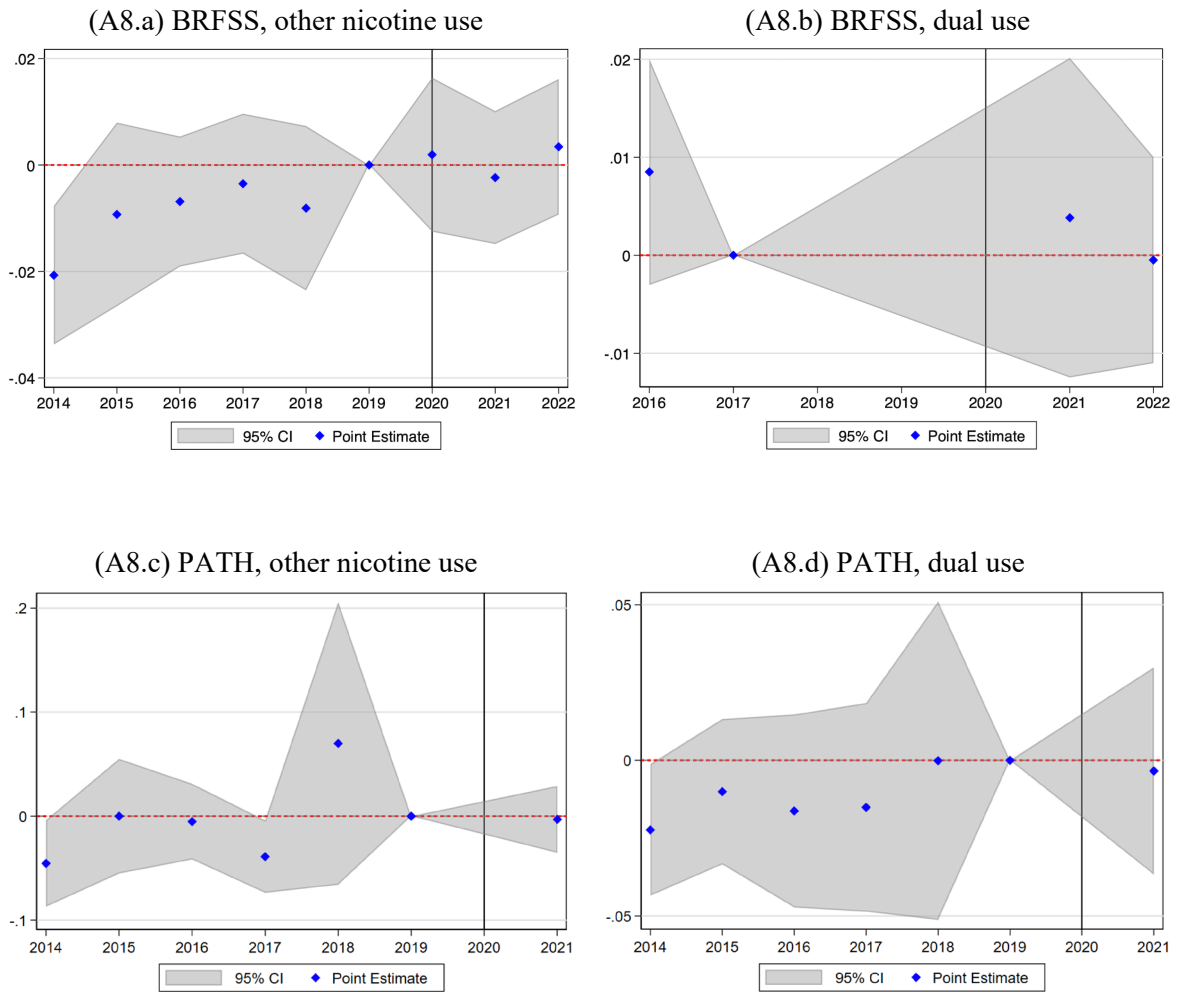 (A8.a) BRFSS, other nicotine use
.02
0
-.02
-.04
2014 2015 2016 2017 2018 2019 2020 2021 2022
95% CI Point Estimate
(A8.b) BRFSS, dual use
.02
.01
0
-.01
2016 2017 2018 2019 2020 2021 2022
95% CI Point Estimate
(A8.c) PATH, other nicotine use
.2
.1
0
-.1
2014 2015 2016 2017 2018 2019 2020 2021
95% CI Point Estimate
(A8.d) PATH, dual use
.05
0
-.05
2014 2015 2016 2017 2018 2019 2020 2021
95% CI Point Estimate